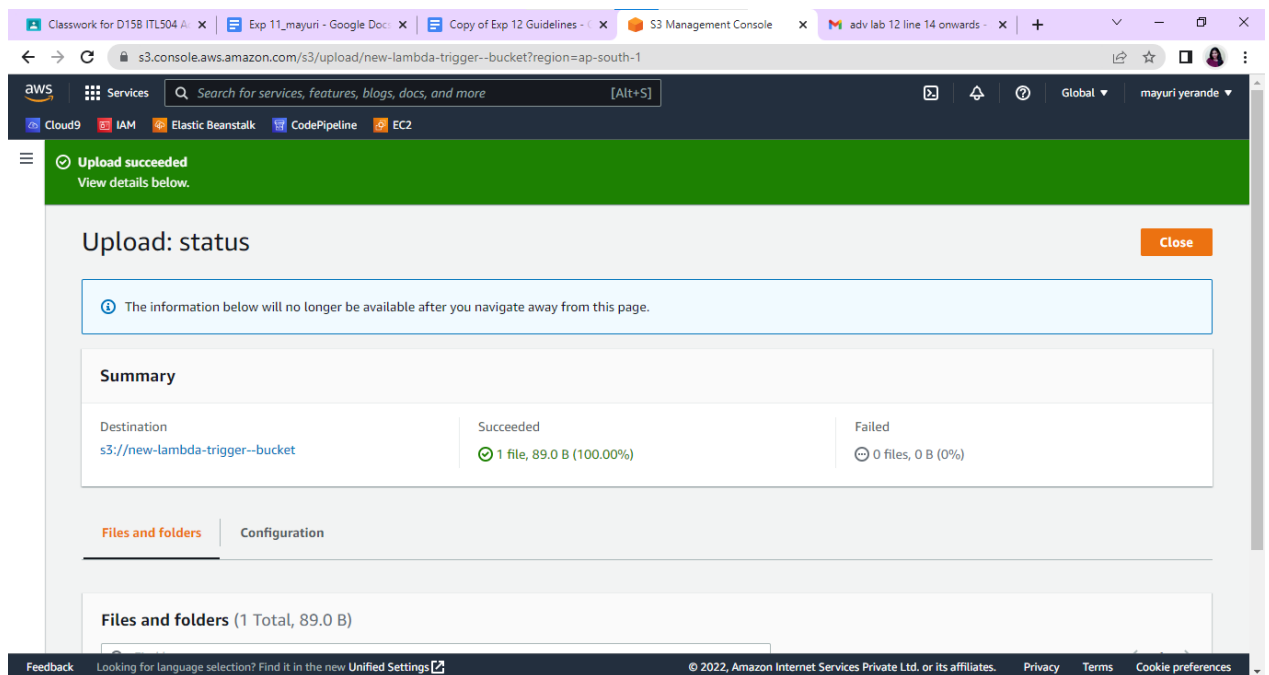 Classwork for D15B ITL504 A
Exp 11_mayuri - Google Doc
Copy of Exp 12 Guidelines -
S3 Management Console
adv lab 12 line 14 onwards -
s3.console.aws.amazon.com/s3/upload/new-lambda-trigger--bucket?region=ap-south-1
aws
Services
Search for services, features, blogs, docs, and more
[Alt+S]
Global
mayuri yerande
Cloud9
IAM
Elastic Beanstalk
CodePipeline
EC2
Upload succeeded
View details below.
Upload: status
Close
The information below will no longer be available after you navigate away from this page.
Summary
Destination
s3://new-lambda-trigger--bucket
Succeeded
1 file, 89.0 B (100.00%)
Failed
0 files, 0 B (0%)
Files and folders
Configuration
Files and folders (1 Total, 89.0 B)
Feedback
Looking for language selection? Find it in the new Unified Settings
© 2022, Amazon Internet Services Private Ltd. or its affiliates.
Privacy
Terms
Cookie preferences